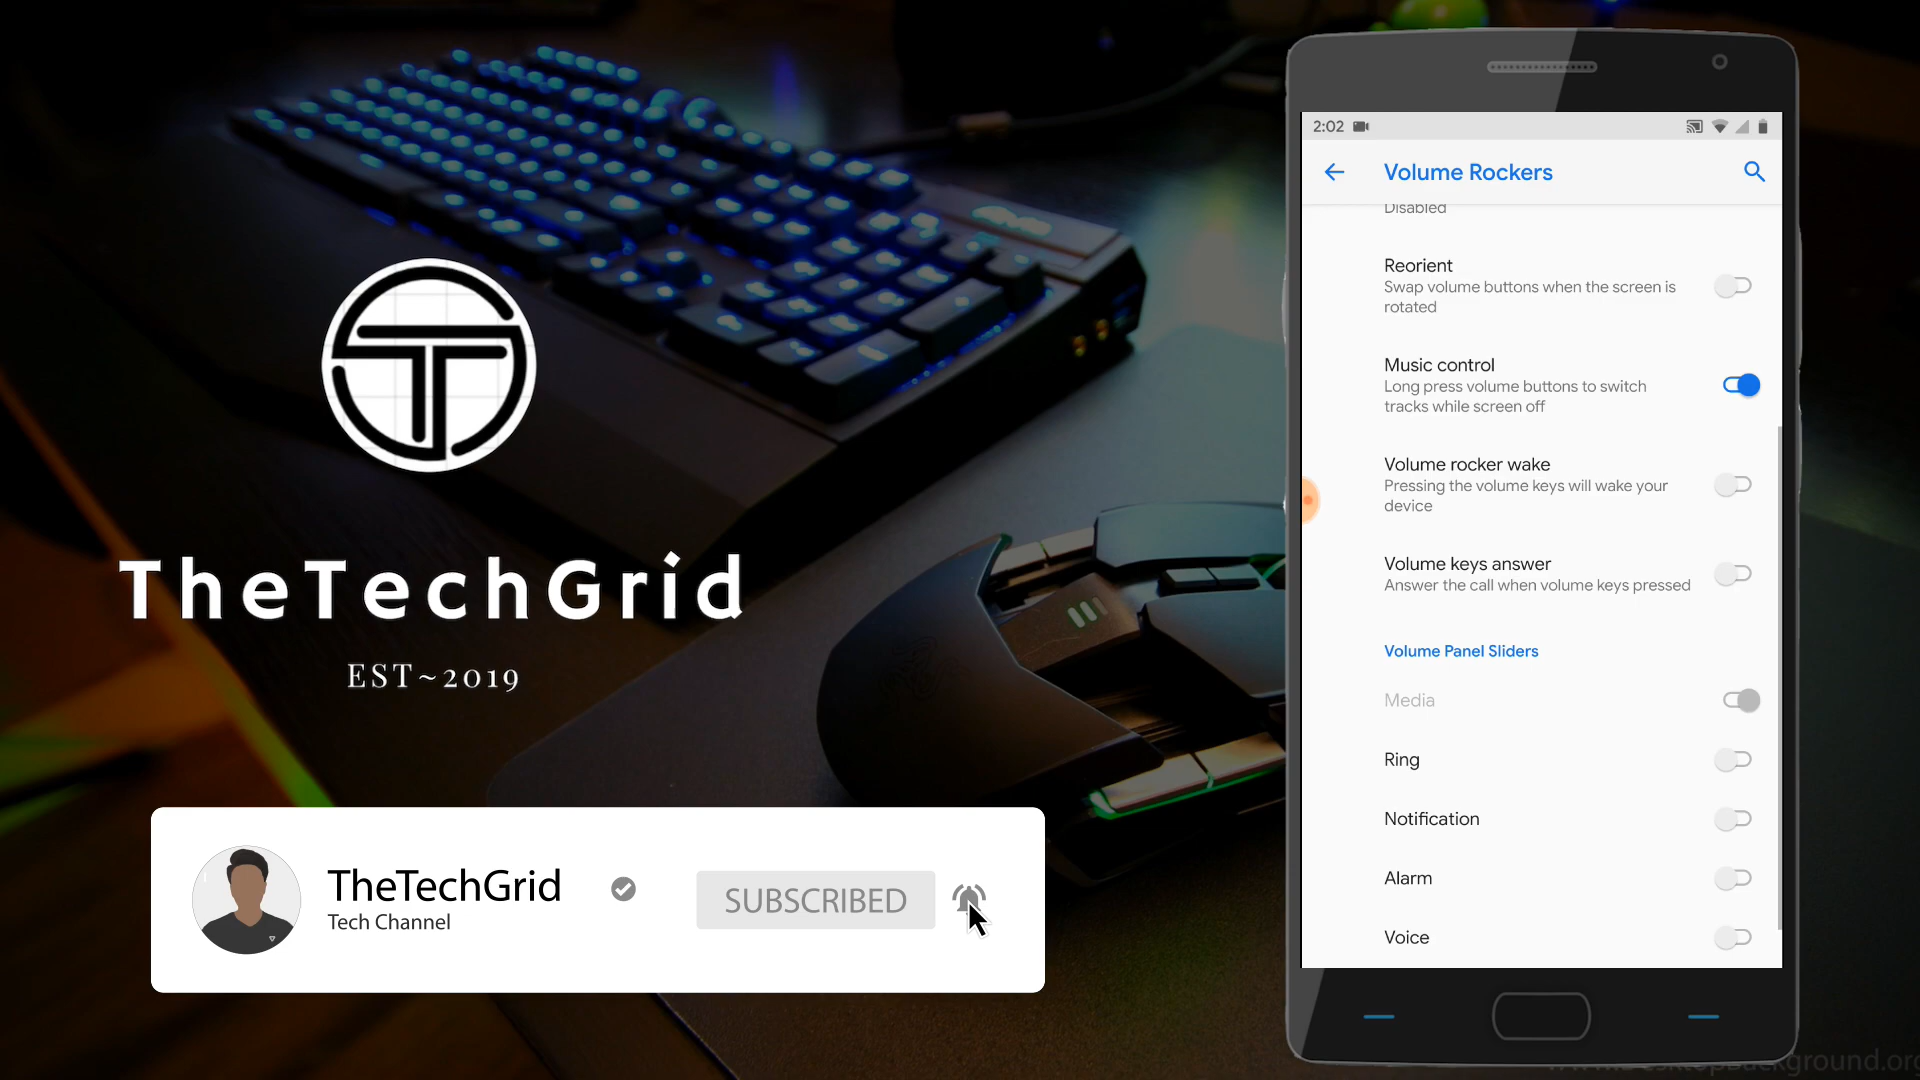 TheTechGrid
EST~2019
TheTechGrid
Tech Channel
SUBSCRIBED
2:02
Volume Rockers
Disabled
Reorient
Swap volume buttons when the screen is
rotated
Music control
Long press volume buttons to switch
tracks while screen off
Volume rocker wake
Pressing the volume keys will wake your
device
Volume keys answer
Answer the call when volume keys pressed
Volume Panel Sliders
Media
Ring
Notification
Alarm
Voice